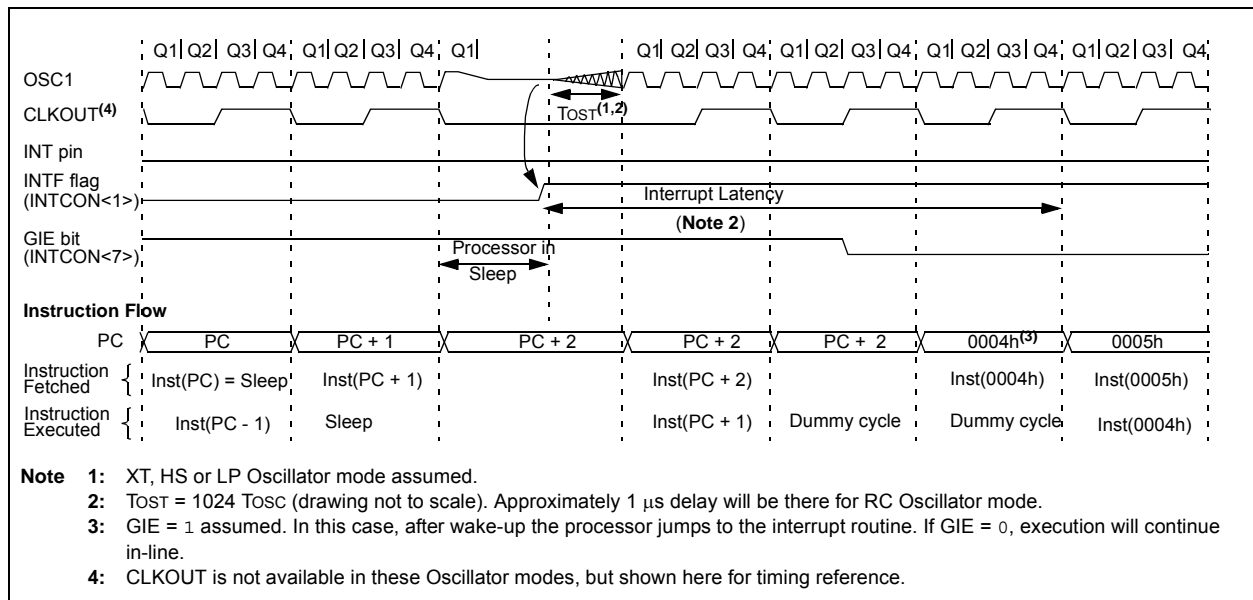 Q1 Q2 Q3 Q4 Q1 Q2 Q3 Q4 Q1 Q1 Q2 Q3 Q4 Q1 Q2 Q3 Q4 Q1 Q2 Q3 Q4 Q1 Q2 Q3 Q4
OSC1
CLKOUT(4)
TOST(1,2)
INT pin
INTF flag
(INTCON<1>)
Interrupt Latency
(Note 2)
GIE bit
(INTCON<7>)
Processor in
Sleep
Instruction Flow
PC PC PC + 1 PC + 2 PC + 2 PC + 2 0004h(3) 0005h
Instruction
Fetched { Inst(PC) = Sleep Inst(PC + 1) Inst(PC + 2) Inst(0004h) Inst(0005h)
Instruction
Executed { Inst(PC - 1) Sleep Inst(PC + 1) Dummy cycle Dummy cycle Inst(0004h)
Note 1: XT, HS or LP Oscillator mode assumed.
2: TOST = 1024 TOSC (drawing not to scale). Approximately 1 μs delay will be there for RC Oscillator mode.
3: GIE = 1 assumed. In this case, after wake-up the processor jumps to the interrupt routine. If GIE = 0, execution will continue
in-line.
4: CLKOUT is not available in these Oscillator modes, but shown here for timing reference.